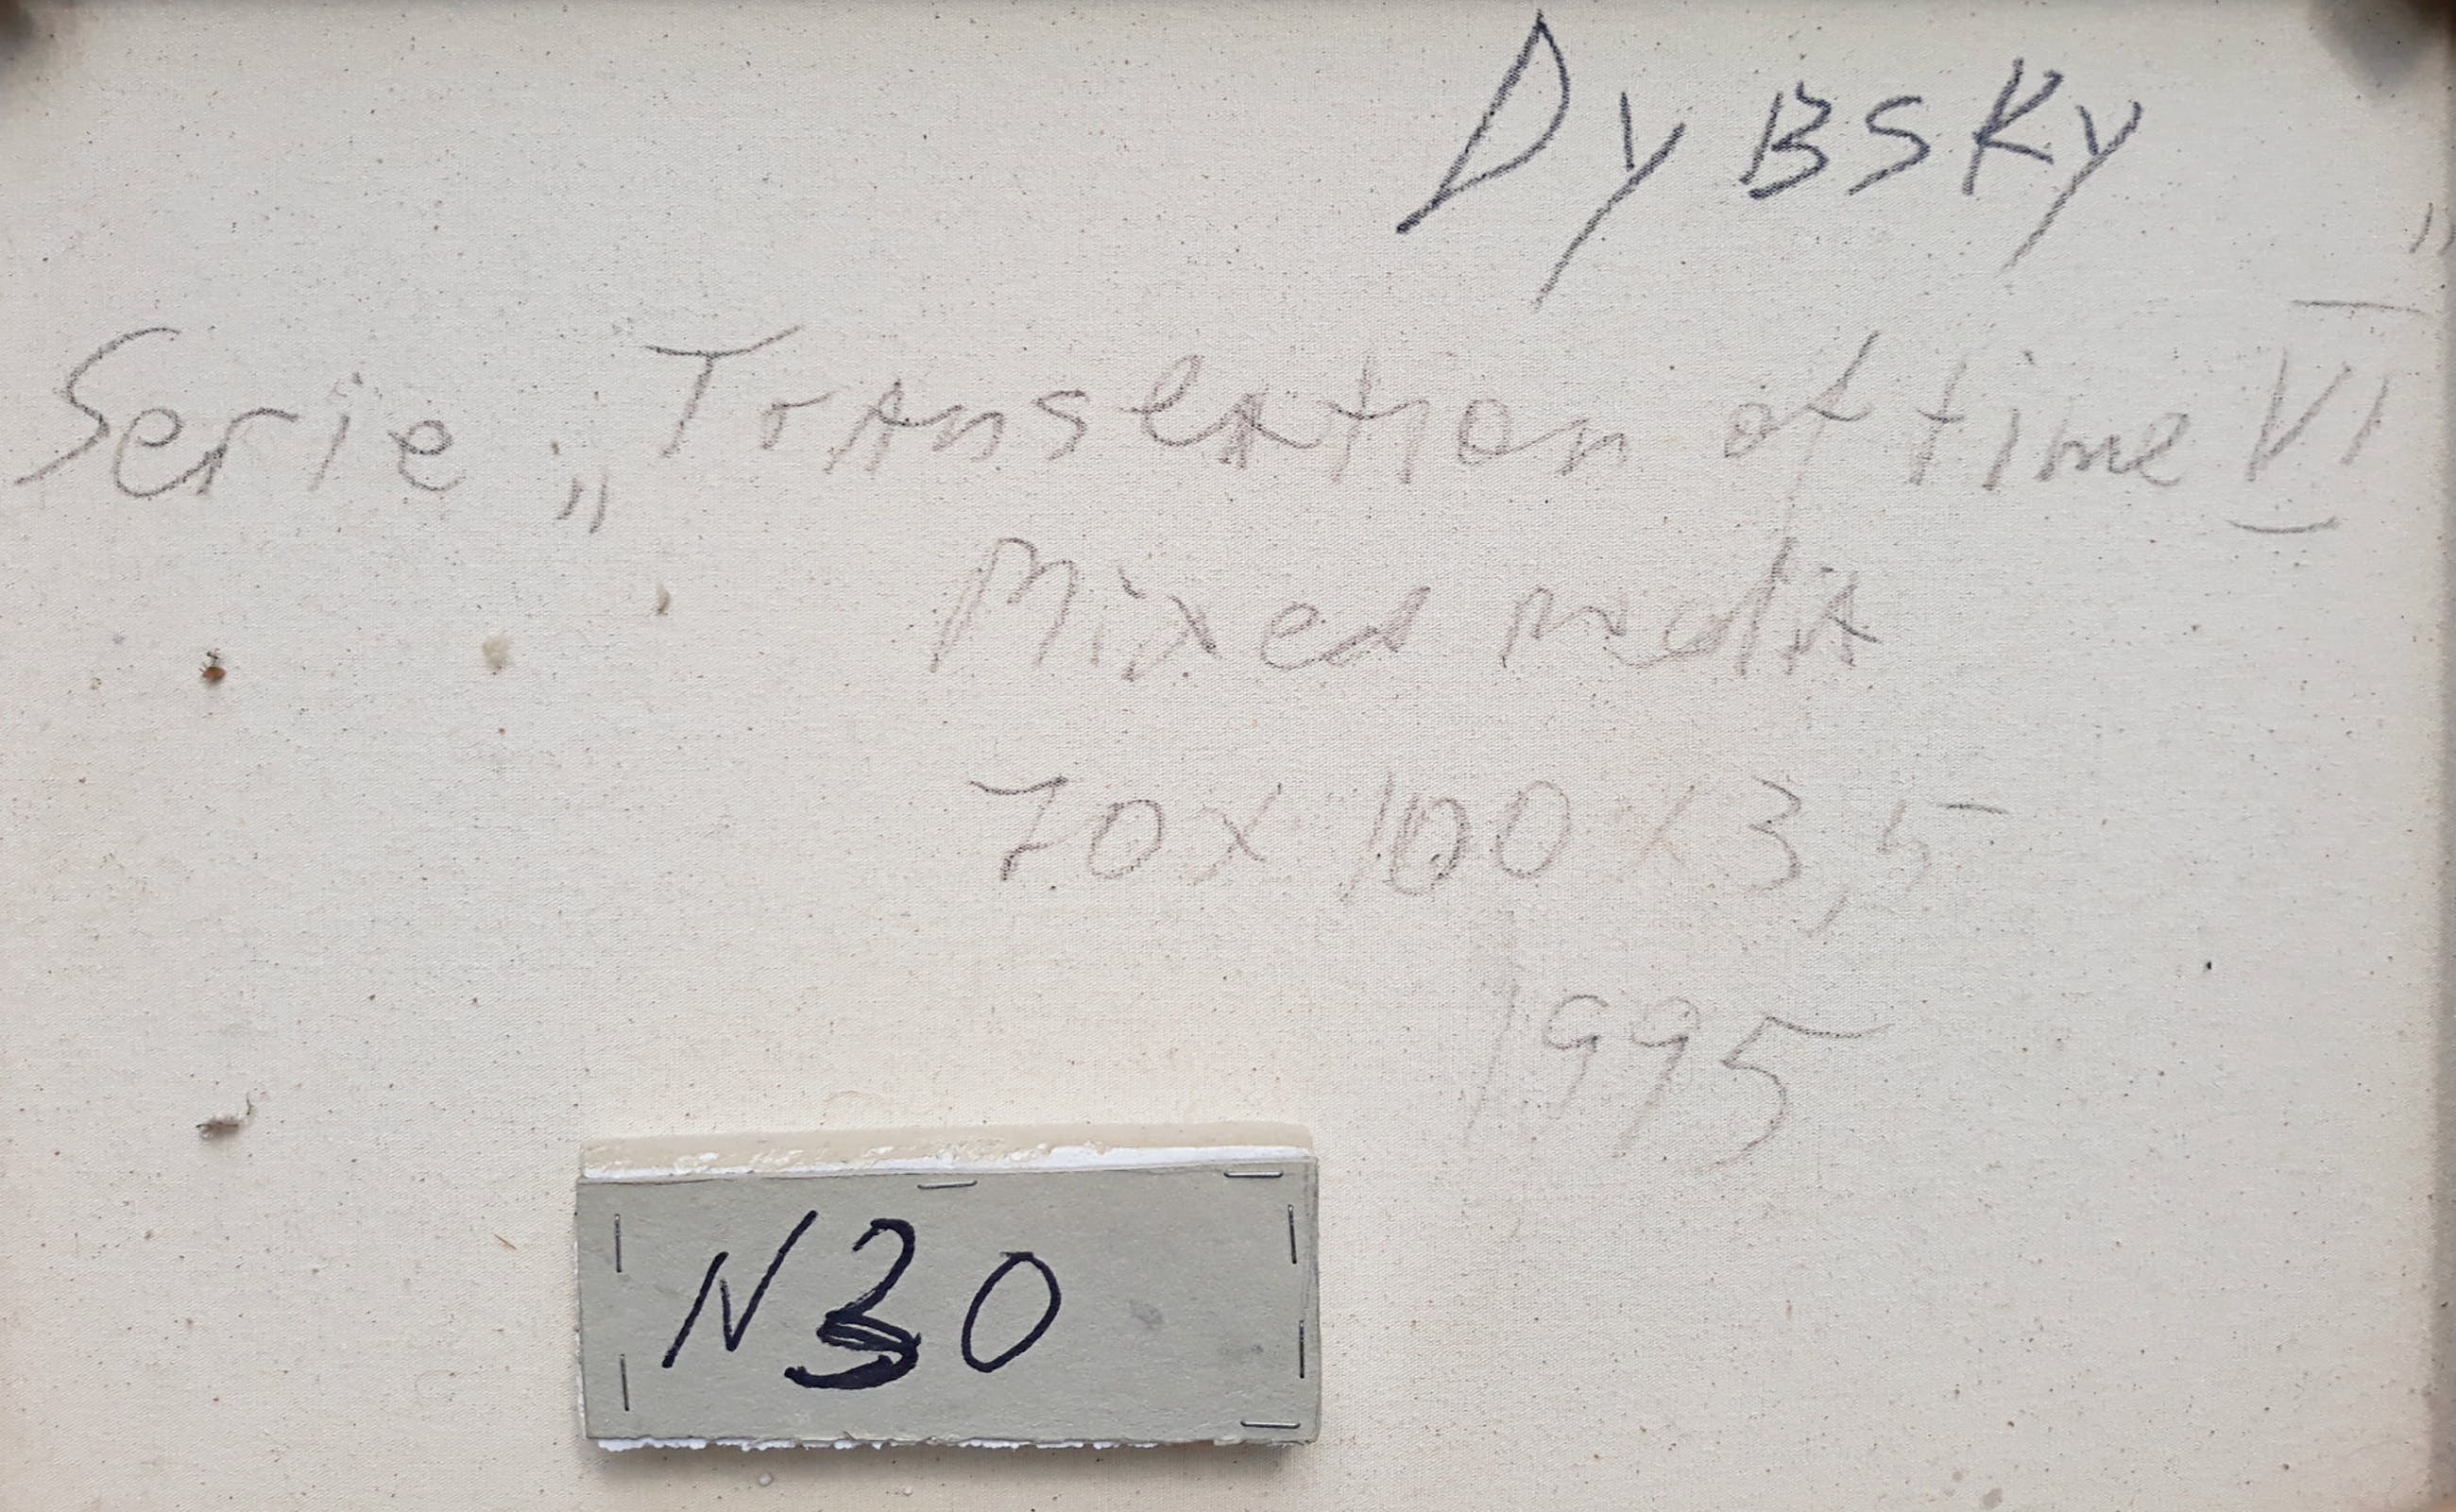 Dybsky
Serie „Translation of time VI”
Mixed media
70x100x3,5
1995
N30